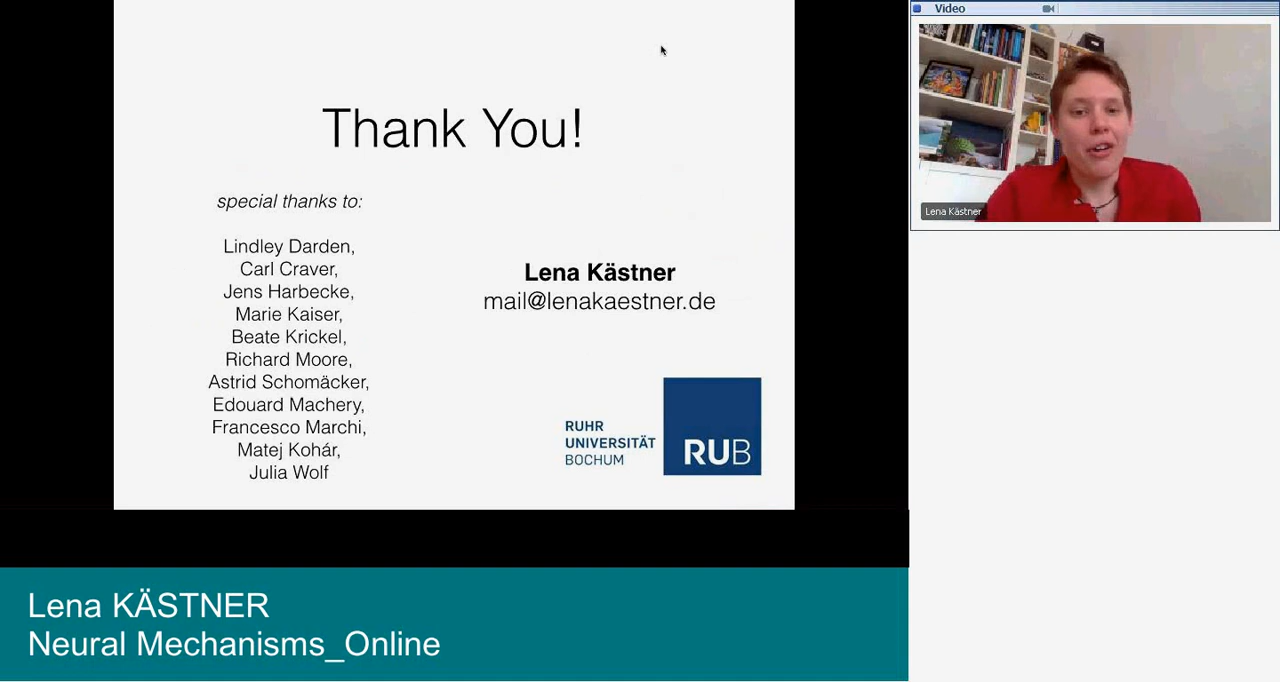 Thank You!
special thanks to:
Lindley Darden,
Carl Craver,
Jens Harbecke,
Marie Kaiser,
Beate Krickel,
Richard Moore,
Astrid Schomäcker,
Edouard Machery,
Francesco Marchi,
Matej Kohár,
Julia Wolf
Lena Kästner
mail@lenakaestner.de
RUHR
UNIVERSITÄT
BOCHUM
RUB
Video
Lena Kästner
Lena KÄSTNER
Neural Mechanisms_Online